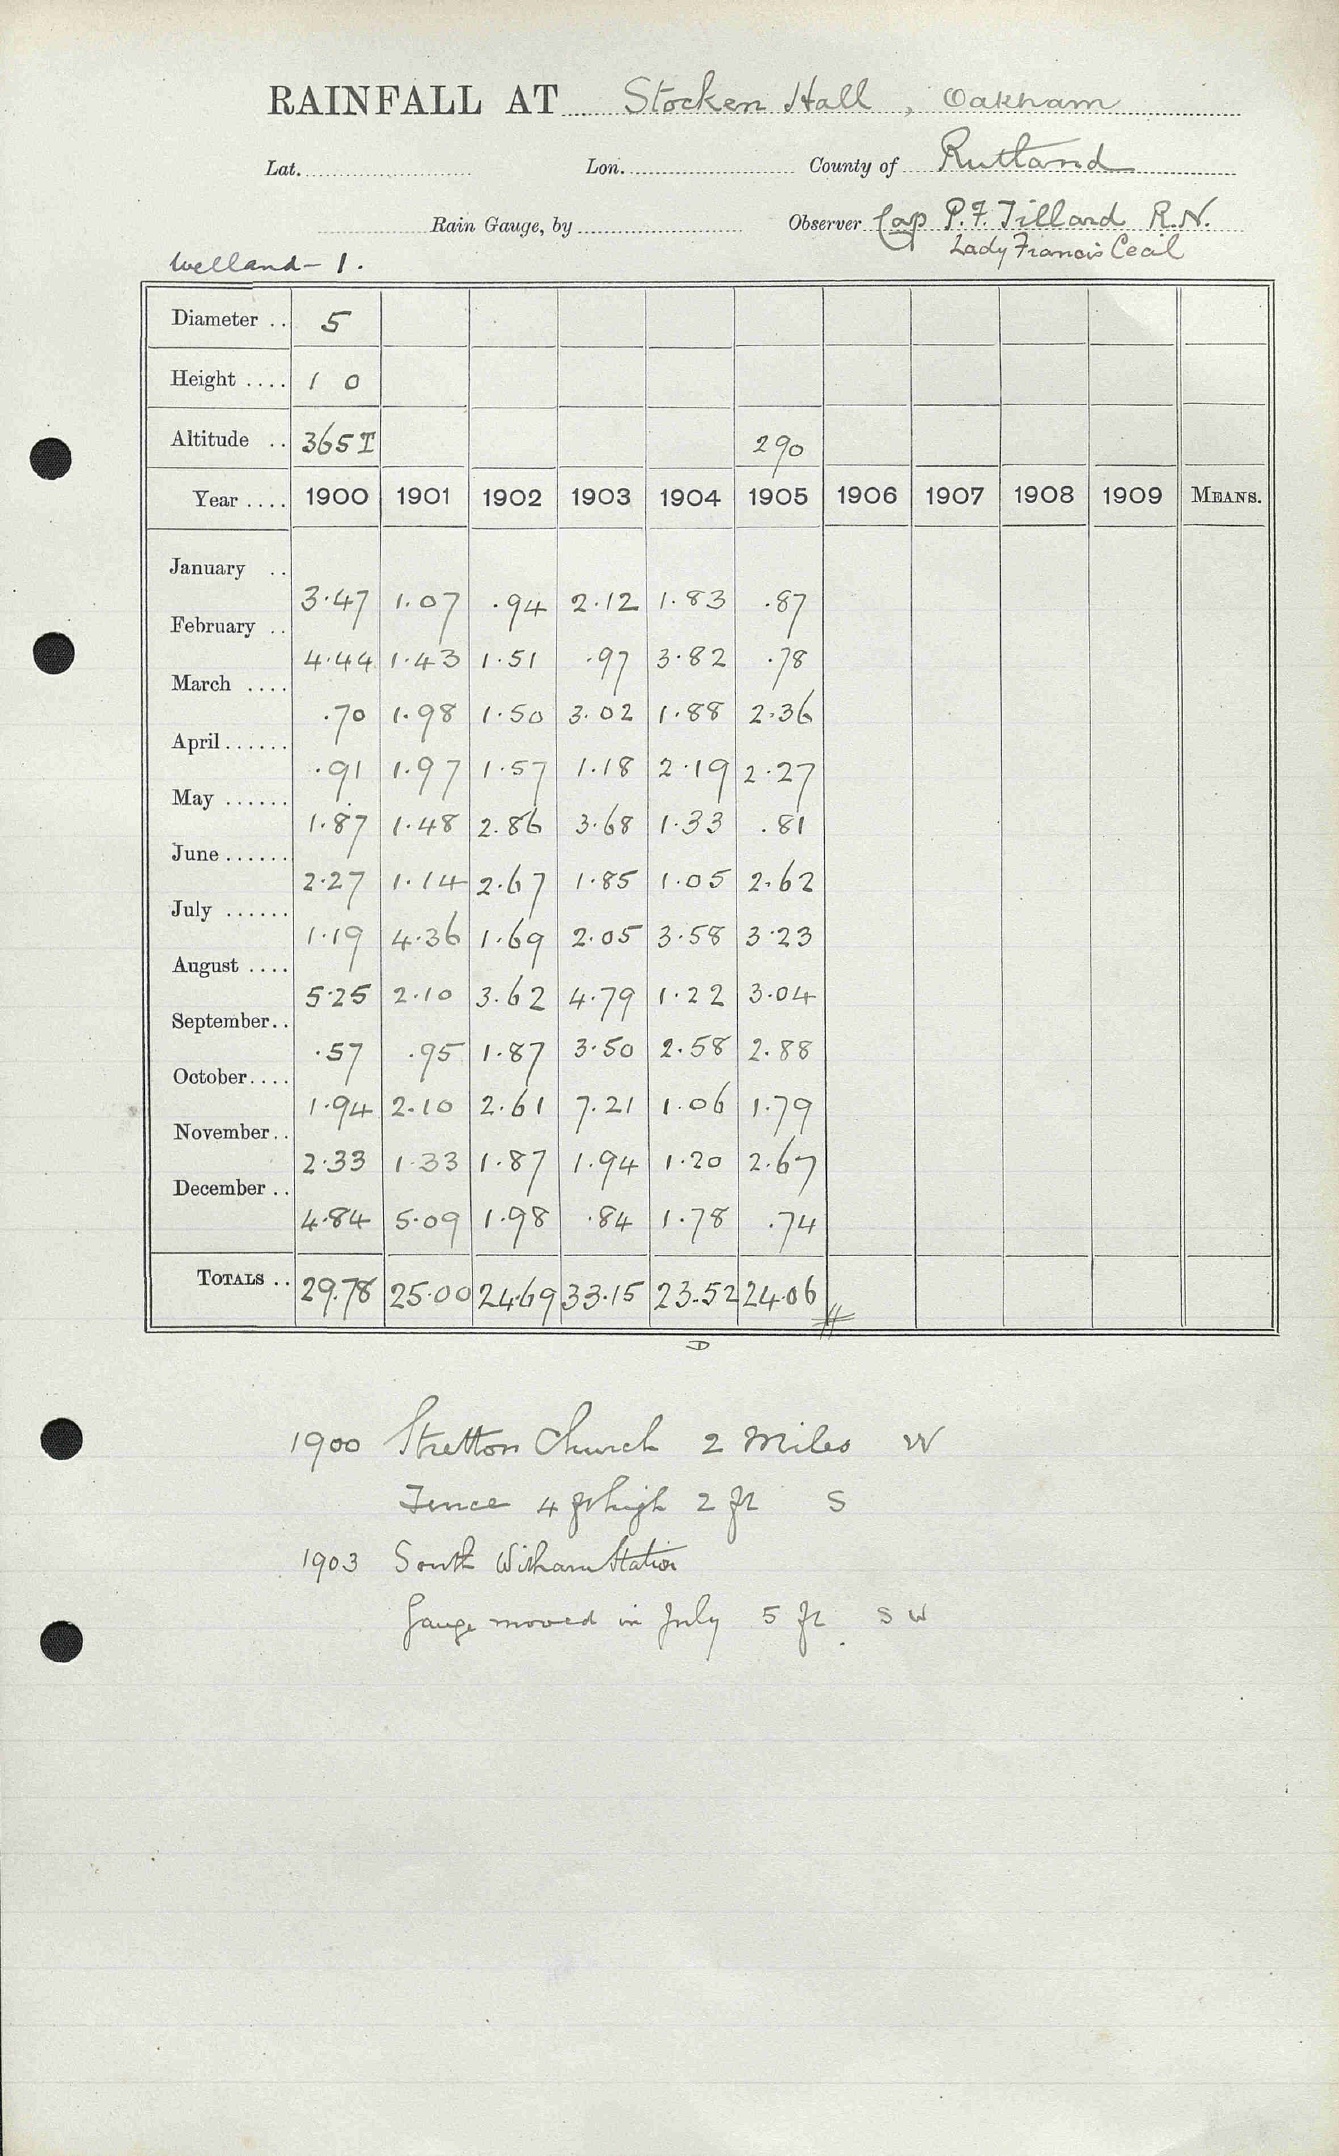 RAINFALL AT Stocken Hall, Oakham
Lat. Lon. County of Rutland
Rain Gauge, by Observer Cap P.F. Tillard R.N.
Lady Francis Cecil
Welland - 1.
Diameter .. 5
Height .... 1 0
Altitude .. 365 T 290
Year .... 1900 1901 1902 1903 1904 1905 1906 1907 1908 1909 MEANS.
January .. 3.47 1.07 .94 2.12 1.83 .87
February .. 4.44 1.43 1.51 .97 3.82 .78
March .... .70 1.98 1.50 3.02 1.88 2.36
April ...... .91 1.97 1.57 1.18 2.19 2.27
May ...... 1.87 1.48 2.86 3.68 1.33 .81
June ...... 2.27 1.14 2.67 1.85 1.05 2.62
July ...... 1.19 4.36 1.69 2.05 3.58 3.23
August .... 5.25 2.10 3.62 4.79 1.22 3.04
September.. .57 .95 1.87 3.50 2.58 2.88
October.... 1.94 2.10 2.61 7.21 1.06 1.79
November.. 2.33 1.33 1.87 1.94 1.20 2.67
December .. 4.84 5.09 1.98 .84 1.78 .74
TOTALS .. 29.78 25.00 24.69 33.15 23.52 24.06
D
1900 Stretton Church 2 Miles W
Fence 4 ft high 2 ft S
1903 South Witham Station
Gauge moved in July 5 ft SW